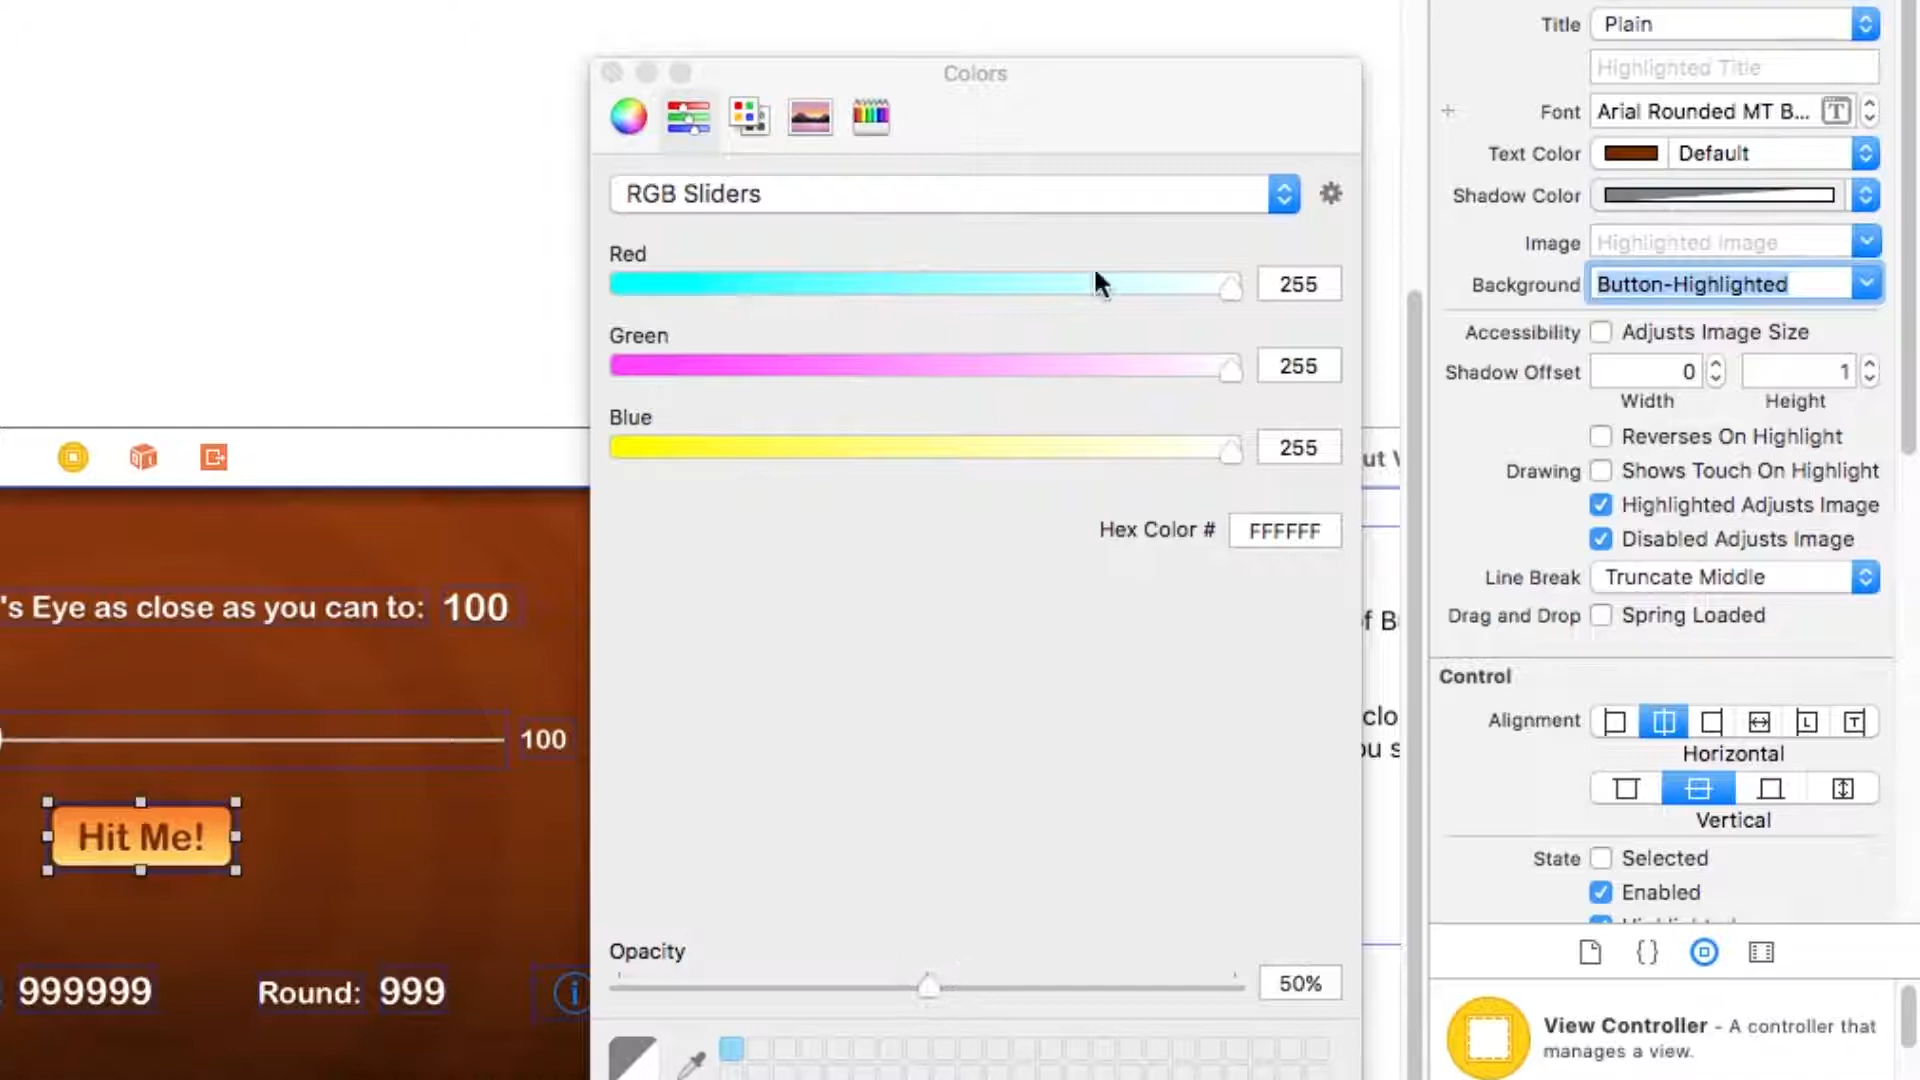 Colors
RGB Sliders
Red
255
Green
255
Blue
255
Hex Color # FFFFFF
Opacity
50%
's Eye as close as you can to: 100
100
Hit Me!
999999 Round: 999
i
ut
f B
clo
ou s
Title Plain
Highlighted Title
Font Arial Rounded MT B... T
Text Color Default
Shadow Color
Image Highlighted Image
Background Button-Highlighted
Accessibility Adjusts Image Size
Shadow Offset 0 1
Width Height
Reverses On Highlight
Drawing Shows Touch On Highlight
Highlighted Adjusts Image
Disabled Adjusts Image
Line Break Truncate Middle
Drag and Drop Spring Loaded
Control
Alignment
Horizontal
Vertical
State Selected
Enabled
{}
View Controller - A controller that
manages a view.